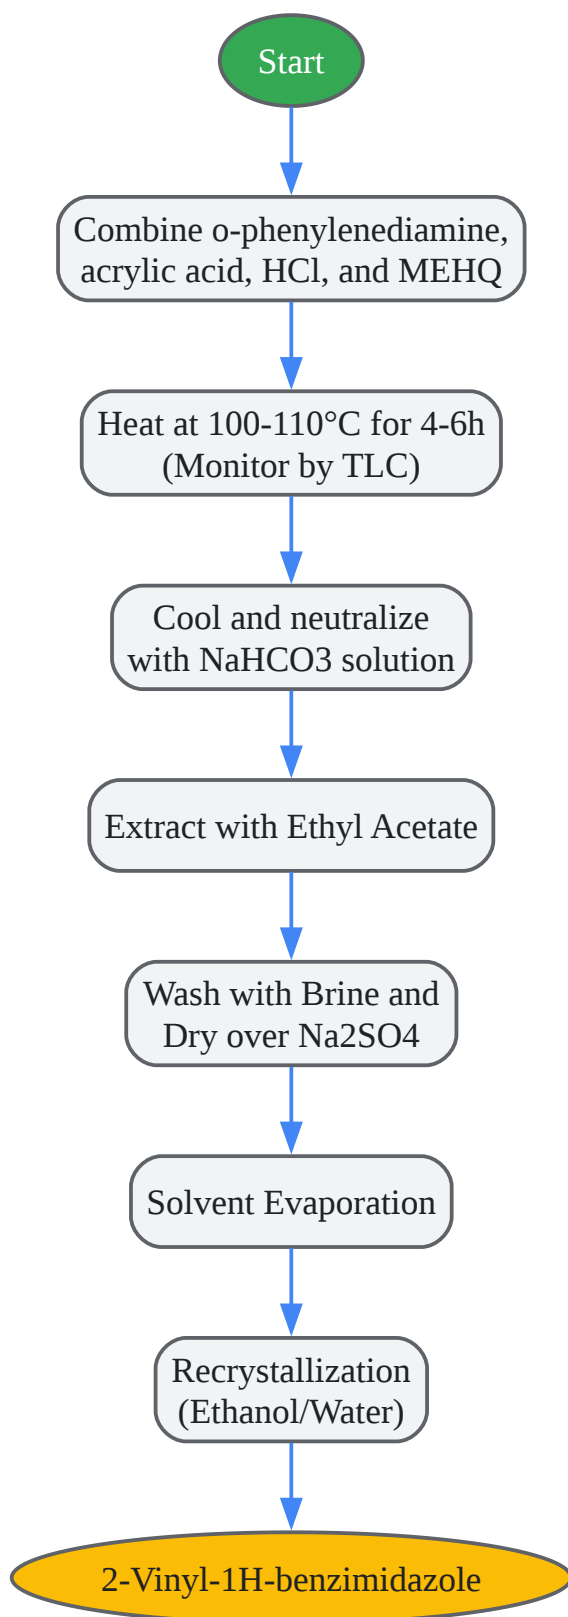 Start
Combine o-phenylenediamine,
acrylic acid, HCl, and MEHQ
Heat at 100-110°C for 4-6h
(Monitor by TLC)
Cool and neutralize
with NaHCO3 solution
Extract with Ethyl Acetate
Wash with Brine and
Dry over Na2SO4
Solvent Evaporation
Recrystallization
(Ethanol/Water)
2-Vinyl-1H-benzimidazole